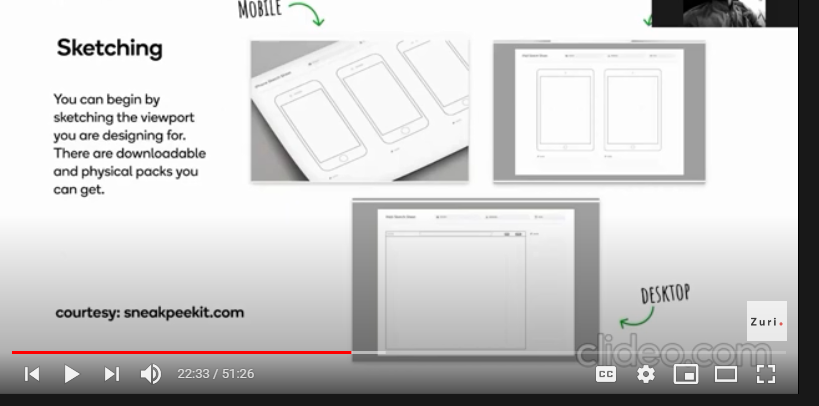 MOBILE
Sketching
You can begin by
sketching the viewport
you are designing for.
There are downloadable
and physical packs you
can get.
DESKTOP
courtesy: sneakpeekit.com
Zuri.
clideo.com
22:33 / 51:26
CC